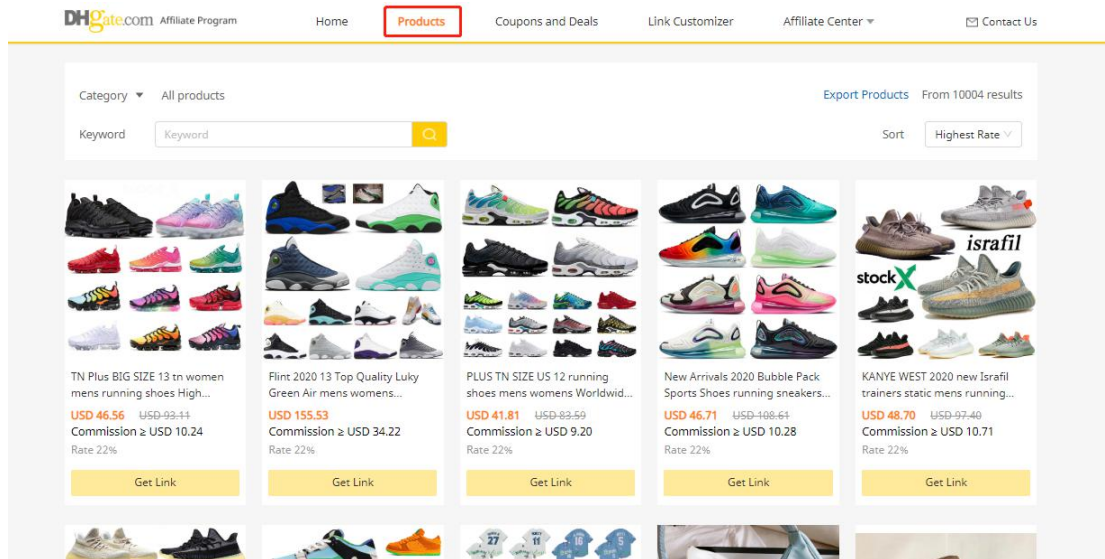 DHgate.com Affiliate Program
Home
Products
Coupons and Deals
Link Customizer
Affiliate Center
Contact Us
Category
All products
Export Products
From 10004 results
Keyword
Keyword
Sort
Highest Rate
israfil
stockX
TN Plus BIG SIZE 13 tn women
mens running shoes High...
USD 46.56 USD 93.11
Commission ≥ USD 10.24
Rate 22%
Get Link
Flint 2020 13 Top Quality Luky
Green Air mens womens...
USD 155.53
Commission ≥ USD 34.22
Rate 22%
Get Link
PLUS TN SIZE US 12 running
shoes mens womens Worldwid...
USD 41.81 USD 83.59
Commission ≥ USD 9.20
Rate 22%
Get Link
New Arrivals 2020 Bubble Pack
Sports Shoes running sneakers...
USD 46.71 USD 108.61
Commission ≥ USD 10.28
Rate 22%
Get Link
KANYE WEST 2020 new Israfil
trainers static mens running...
USD 48.70 USD 97.40
Commission ≥ USD 10.71
Rate 22%
Get Link
27
11
16
5